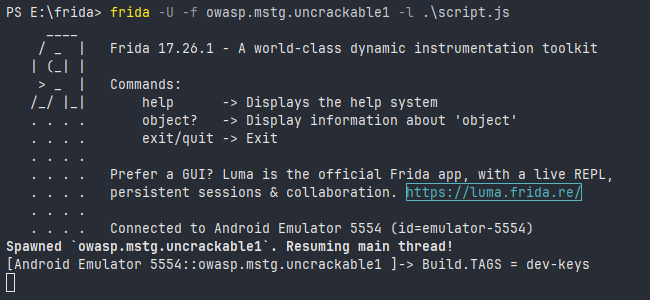 PS E:\frida> frida -U -f owasp.mstg.uncrackable1 -l .\script.js
     ____
    / _  |   Frida 17.26.1 - A world-class dynamic instrumentation toolkit
   | (_| |
    > _  |   Commands:
   /_/ |_|       help      -> Displays the help system
   . . . .       object?   -> Display information about 'object'
   . . . .       exit/quit -> Exit
   . . . .
   . . . .   Prefer a GUI? Luma is the official Frida app, with a live REPL,
   . . . .   persistent sessions & collaboration. https://luma.frida.re/
   . . . .
   . . . .   Connected to Android Emulator 5554 (id=emulator-5554)
Spawned `owasp.mstg.uncrackable1`. Resuming main thread!
[Android Emulator 5554::owasp.mstg.uncrackable1 ]-> Build.TAGS = dev-keys